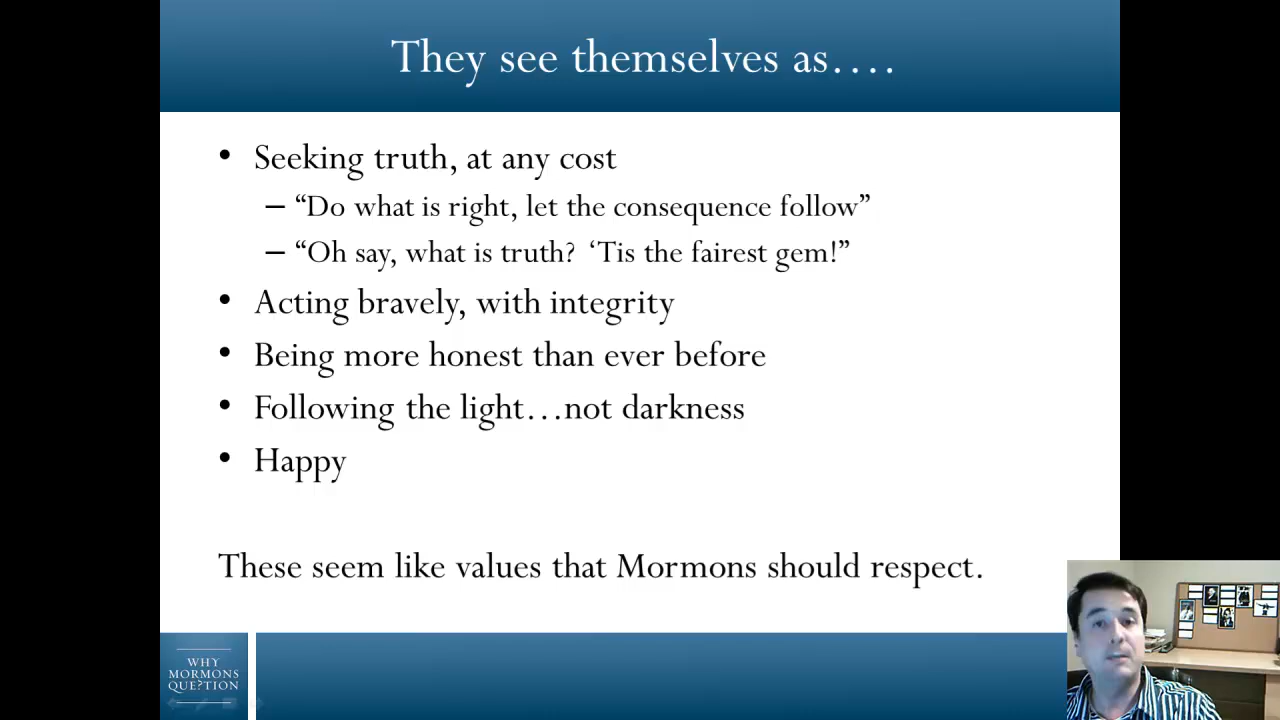 They see themselves as….
• Seeking truth, at any cost
– “Do what is right, let the consequence follow”
– “Oh say, what is truth? ‘Tis the fairest gem!”
• Acting bravely, with integrity
• Being more honest than ever before
• Following the light…not darkness
• Happy
These seem like values that Mormons should respect.
WHY
MORMONS
QUE?TION